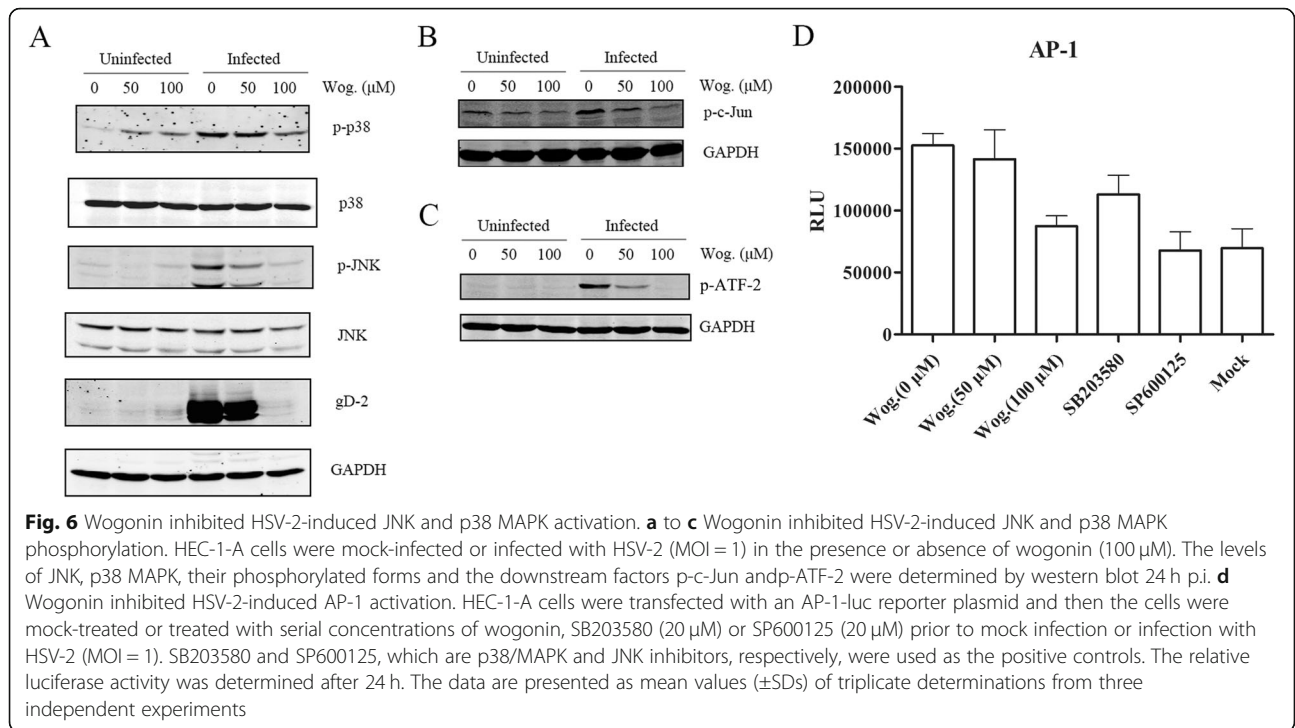 A
Uninfected Infected
0 50 100 0 50 100 Wog. (µM)
p-p38
p38
p-JNK
JNK
gD-2
GAPDH
B
Uninfected Infected
0 50 100 0 50 100 Wog. (µM)
p-c-Jun
GAPDH
C
Uninfected Infected
0 50 100 0 50 100 Wog. (µM)
p-ATF-2
GAPDH
D
AP-1
200000
150000
100000
50000
0
RLU
Wog.(0 µM) Wog.(50 µM) Wog.(100 µM) SB203580 SP600125 Mock
Fig. 6 Wogonin inhibited HSV-2-induced JNK and p38 MAPK activation. a to c Wogonin inhibited HSV-2-induced JNK and p38 MAPK
phosphorylation. HEC-1-A cells were mock-infected or infected with HSV-2 (MOI = 1) in the presence or absence of wogonin (100 µM). The levels
of JNK, p38 MAPK, their phosphorylated forms and the downstream factors p-c-Jun andp-ATF-2 were determined by western blot 24 h p.i. d
Wogonin inhibited HSV-2-induced AP-1 activation. HEC-1-A cells were transfected with an AP-1-luc reporter plasmid and then the cells were
mock-treated or treated with serial concentrations of wogonin, SB203580 (20 µM) or SP600125 (20 µM) prior to mock infection or infection with
HSV-2 (MOI = 1). SB203580 and SP600125, which are p38/MAPK and JNK inhibitors, respectively, were used as the positive controls. The relative
luciferase activity was determined after 24 h. The data are presented as mean values (±SDs) of triplicate determinations from three
independent experiments